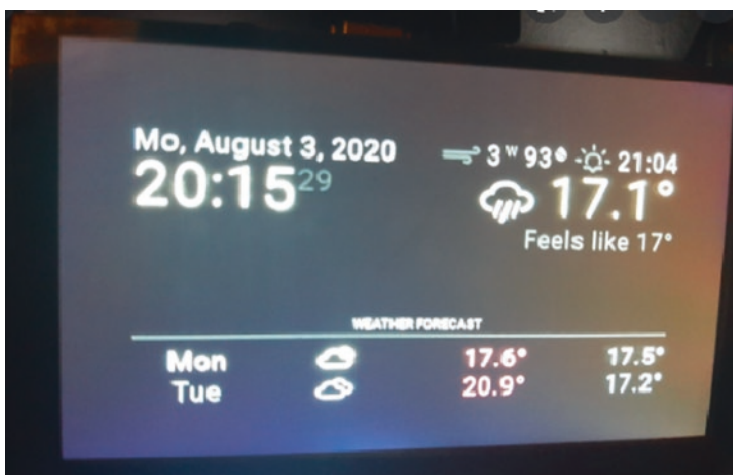 Mo, August 3, 2020
3 W 93 21:04
20:15 29
17.1°
Feels like 17°
WEATHER FORECAST
Mon 17.6° 17.5°
Tue 20.9° 17.2°